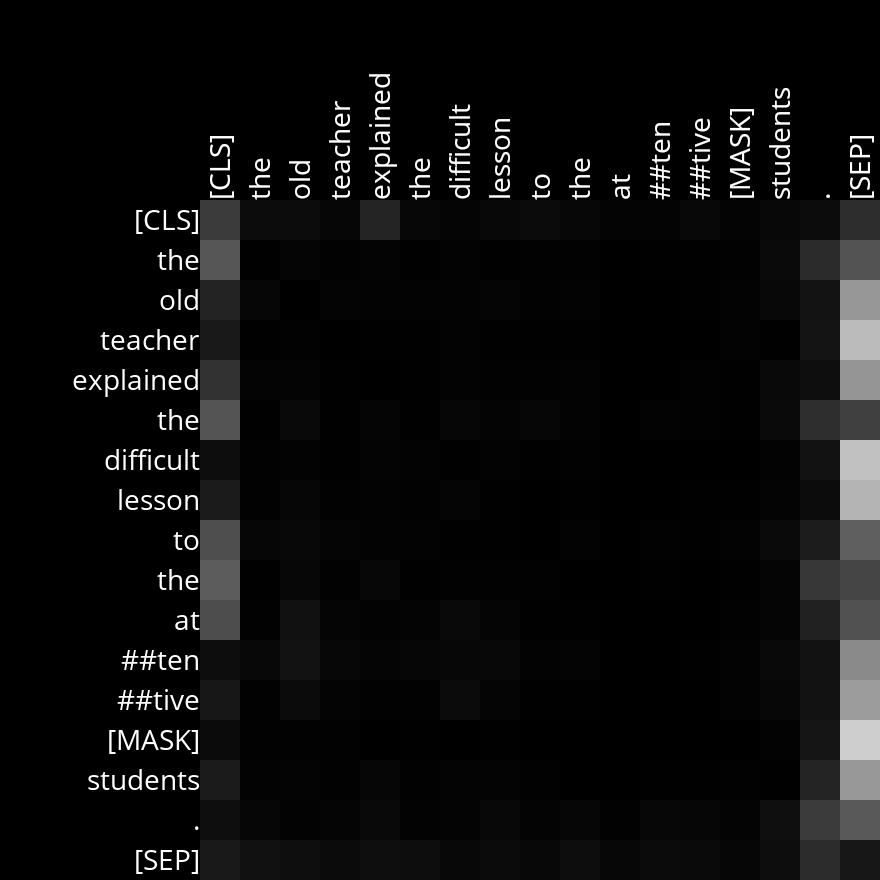 [CLS] the old teacher explained the difficult lesson to the at ##ten ##tive [MASK] students . [SEP]
[CLS]
the
old
teacher
explained
the
difficult
lesson
to
the
at
##ten
##tive
[MASK]
students
.
[SEP]